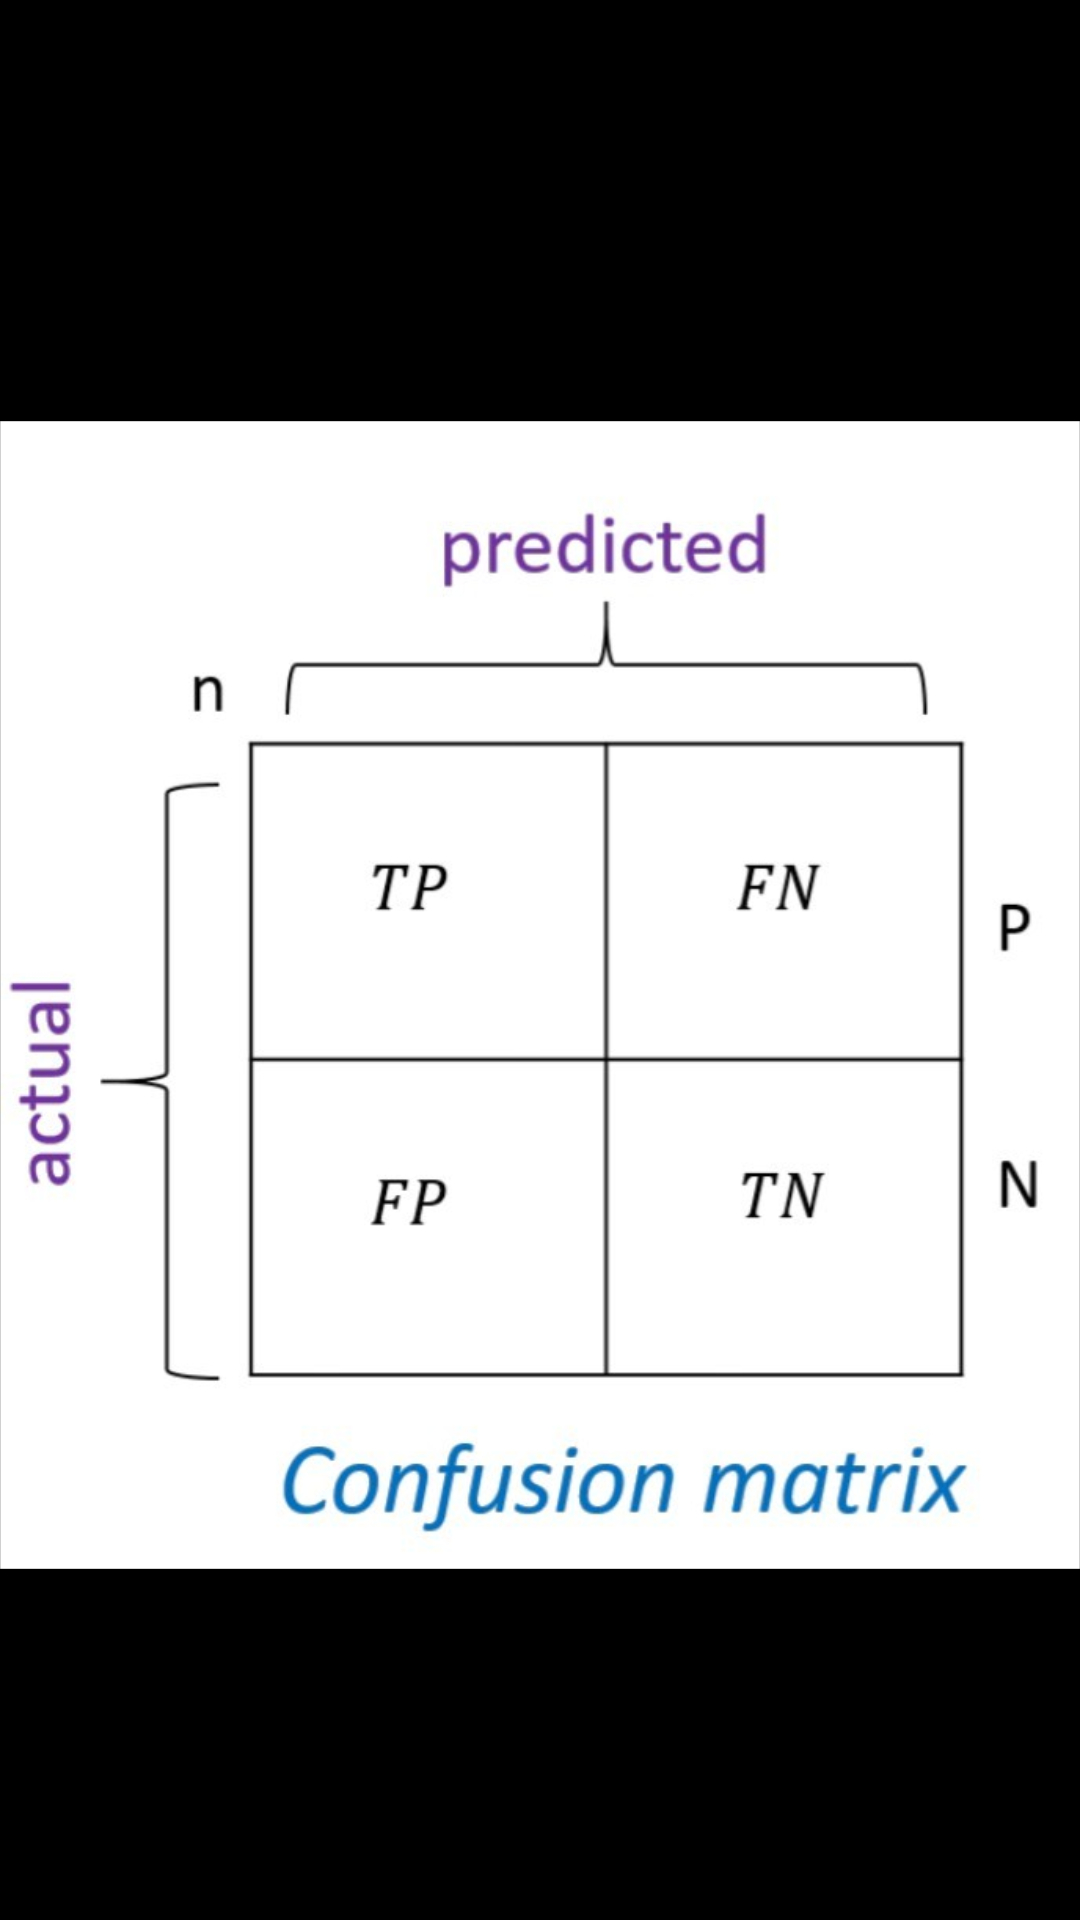 predicted
n
TP FN
P
actual
FP TN
N
Confusion matrix